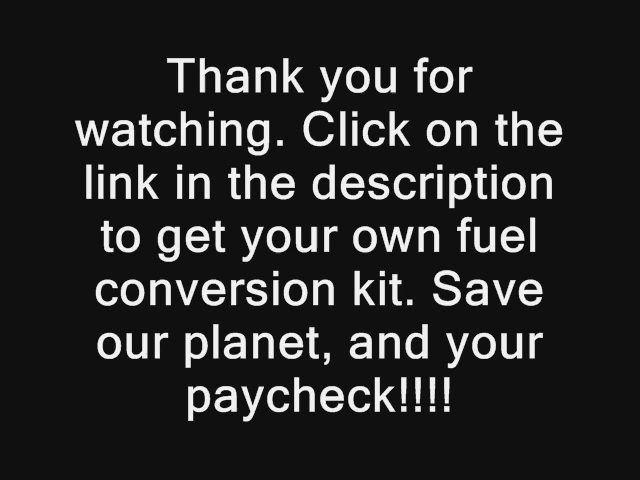 Thank you for
watching. Click on the
link in the description
to get your own fuel
conversion kit. Save
our planet, and your
paycheck!!!!